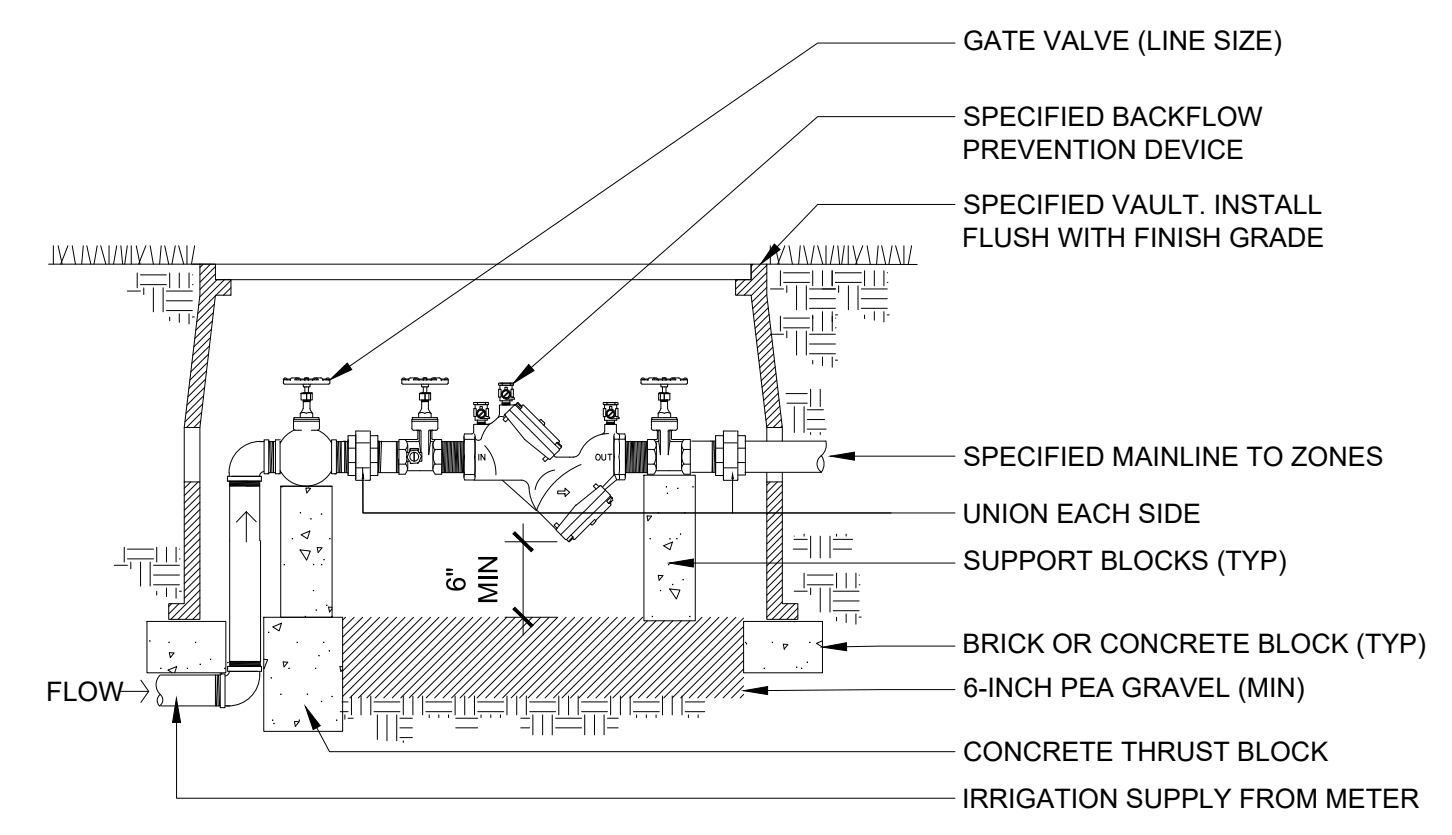 GATE VALVE (LINE SIZE)
SPECIFIED BACKFLOW
PREVENTION DEVICE
SPECIFIED VAULT. INSTALL
FLUSH WITH FINISH GRADE
IN
OUT
SPECIFIED MAINLINE TO ZONES
UNION EACH SIDE
SUPPORT BLOCKS (TYP)
6"
MIN
BRICK OR CONCRETE BLOCK (TYP)
6-INCH PEA GRAVEL (MIN)
FLOW
CONCRETE THRUST BLOCK
IRRIGATION SUPPLY FROM METER